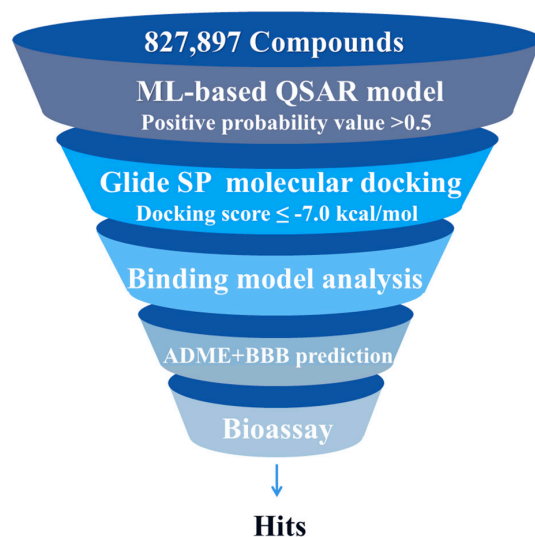 827,897 Compounds
ML-based QSAR model
Positive probability value >0.5
Glide SP molecular docking
Docking score ≤ -7.0 kcal/mol
Binding model analysis
ADME+BBB prediction
Bioassay
Hits